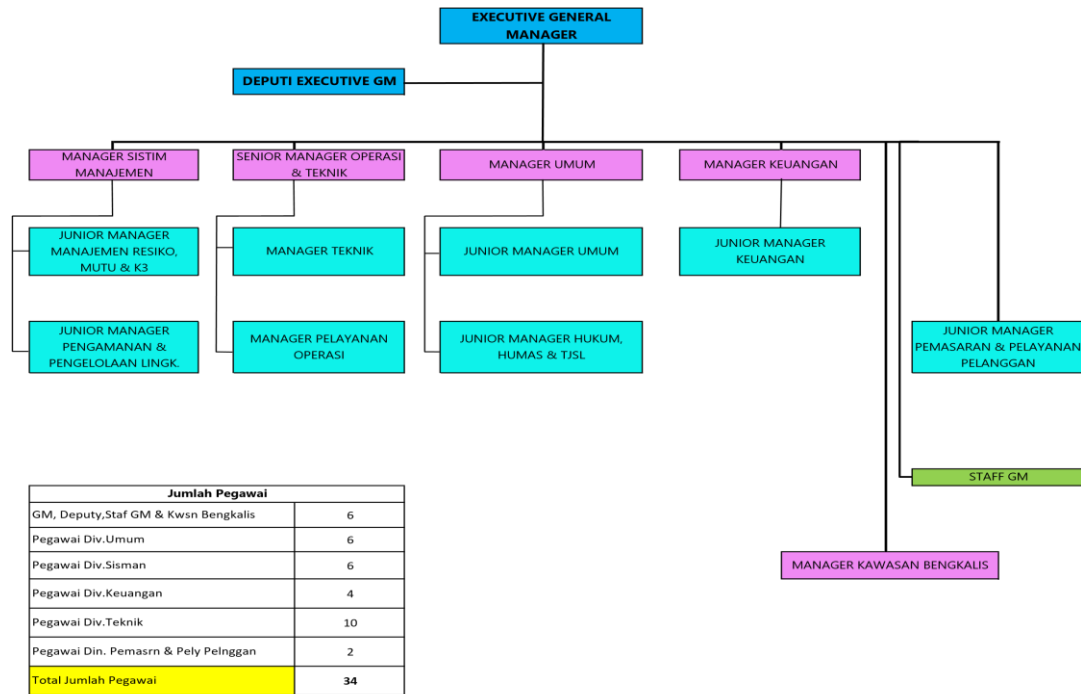 EXECUTIVE GENERAL
MANAGER
DEPUTI EXECUTIVE GM
MANAGER SISTIM
MANAJEMEN
SENIOR MANAGER OPERASI
& TEKNIK
MANAGER UMUM
MANAGER KEUANGAN
JUNIOR MANAGER
MANAJEMEN RESIKO,
MUTU & K3
MANAGER TEKNIK
JUNIOR MANAGER UMUM
JUNIOR MANAGER
KEUANGAN
JUNIOR MANAGER
PENGAMANAN &
PENGELOLAAN LINGK.
MANAGER PELAYANAN
OPERASI
JUNIOR MANAGER HUKUM,
HUMAS & TJSL
JUNIOR MANAGER
PEMASARAN & PELAYANAN
PELANGGAN
STAFF GM
MANAGER KAWASAN BENGKALIS
Jumlah Pegawai
GM, Deputy,Staf GM & Kwsn Bengkalis 6
Pegawai Div.Umum 6
Pegawai Div.Sisman 6
Pegawai Div.Keuangan 4
Pegawai Div.Teknik 10
Pegawai Din. Pemasrn & Pely Pelnggan 2
Total Jumlah Pegawai 34